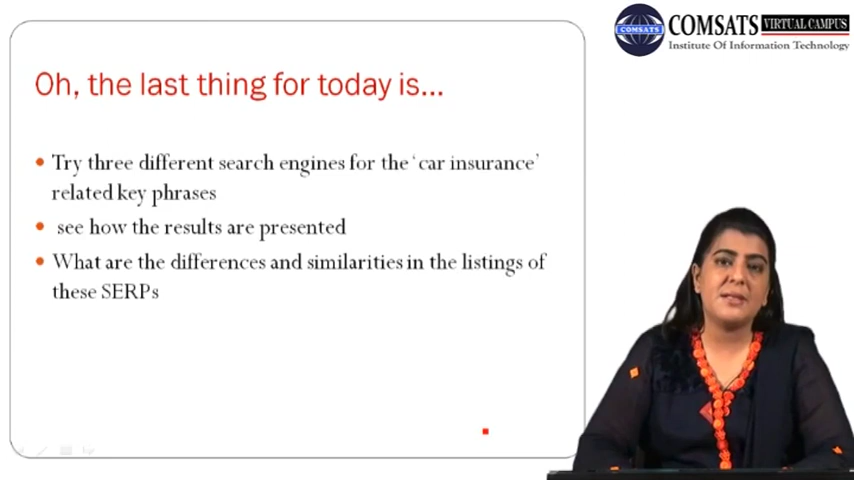 COMSATS VIRTUAL CAMPUS
COMSATS
Institute Of Information Technology
Oh, the last thing for today is...
• Try three different search engines for the ‘car insurance’
related key phrases
• see how the results are presented
• What are the differences and similarities in the listings of
these SERPs